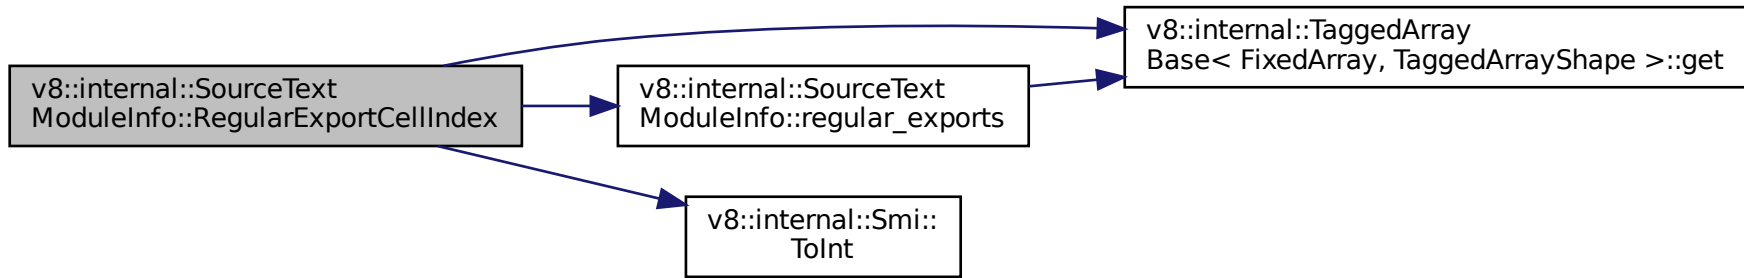 v8::internal::SourceText
ModuleInfo::RegularExportCellIndex
v8::internal::SourceText
ModuleInfo::regular_exports
v8::internal::TaggedArray
Base< FixedArray, TaggedArrayShape >::get
v8::internal::Smi::
ToInt